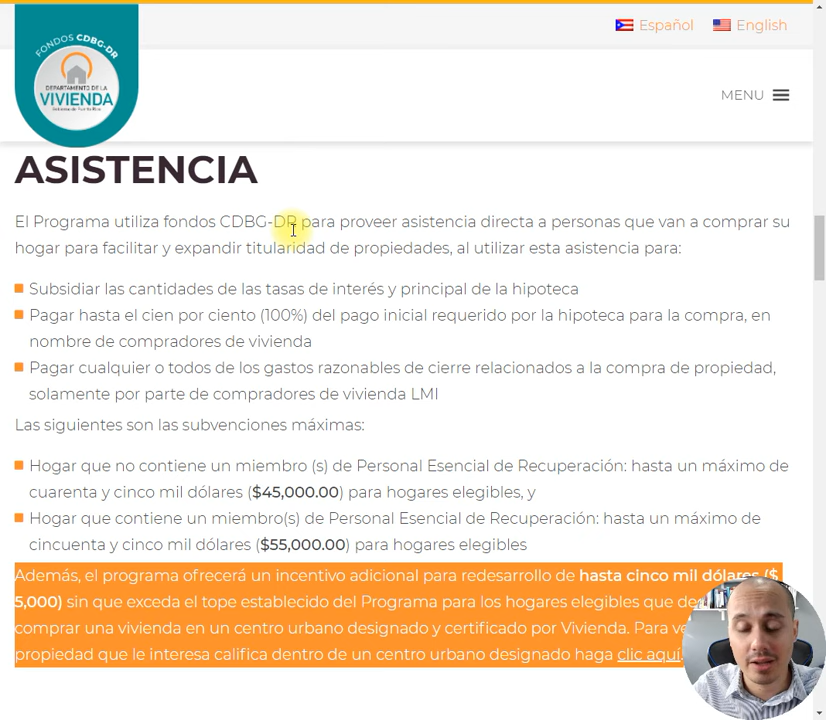 Español English
FONDOS CDBG-DR
DEPARTAMENTO DE LA
VIVIENDA
MENU
ASISTENCIA
El Programa utiliza fondos CDBG-DR para proveer asistencia directa a personas que van a comprar su
hogar para facilitar y expandir titularidad de propiedades, al utilizar esta asistencia para:
Subsidiar las cantidades de las tasas de interés y principal de la hipoteca
Pagar hasta el cien por ciento (100%) del pago inicial requerido por la hipoteca para la compra, en
nombre de compradores de vivienda
Pagar cualquier o todos de los gastos razonables de cierre relacionados a la compra de propiedad,
solamente por parte de compradores de vivienda LMI
Las siguientes son las subvenciones máximas:
Hogar que no contiene un miembro (s) de Personal Esencial de Recuperación: hasta un máximo de
cuarenta y cinco mil dólares ($45,000.00) para hogares elegibles, y
Hogar que contiene un miembro(s) de Personal Esencial de Recuperación: hasta un máximo de
cincuenta y cinco mil dólares ($55,000.00) para hogares elegibles
Además, el programa ofrecerá un incentivo adicional para redesarrollo de hasta cinco mil dólares ($
5,000) sin que exceda el tope establecido del Programa para los hogares elegibles que
comprar una vivienda en un centro urbano designado y certificado por Vivienda. Para
propiedad que le interesa califica dentro de un centro urbano designado haga clic aquí.